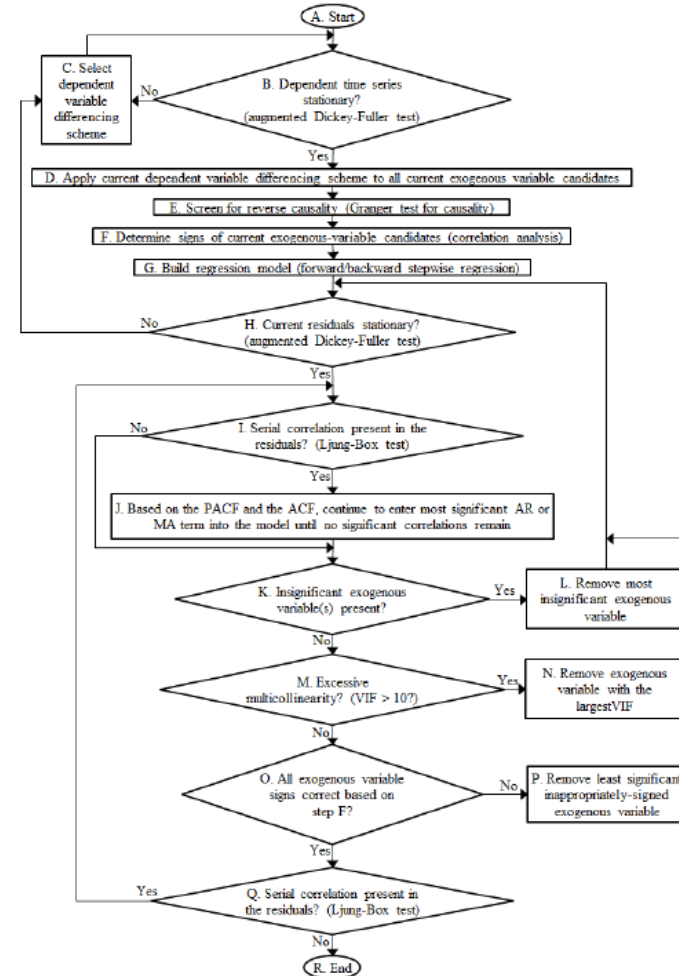 A. Start
C. Select
dependent
variable
differencing
scheme
No
B. Dependent time series
stationary?
(augmented Dickey-Fuller test)
Yes
D. Apply current dependent variable differencing scheme to all current exogenous variable candidates
E. Screen for reverse causality (Granger test for causality)
F. Determine signs of current exogenous-variable candidates (correlation analysis)
G. Build regression model (forward/backward stepwise regression)
No
H. Current residuals stationary?
(augmented Dickey-Fuller test)
Yes
No
I. Serial correlation present in the
residuals? (Ljung-Box test)
Yes
J. Based on the PACF and the ACF, continue to enter most significant AR or
MA term into the model until no significant correlations remain
K. Insignificant exogenous
variable(s) present?
Yes
L. Remove most
insignificant exogenous
variable
No
M. Excessive
multicollinearity? (VIF > 10?)
Yes
N. Remove exogenous
variable with the
largestVIF
No
O. All exogenous variable
signs correct based on
step F?
No
P. Remove least significant
inappropriately-signed
exogenous variable
Yes
Yes
Q. Serial correlation present in
the residuals? (Ljung-Box test)
No
R. End